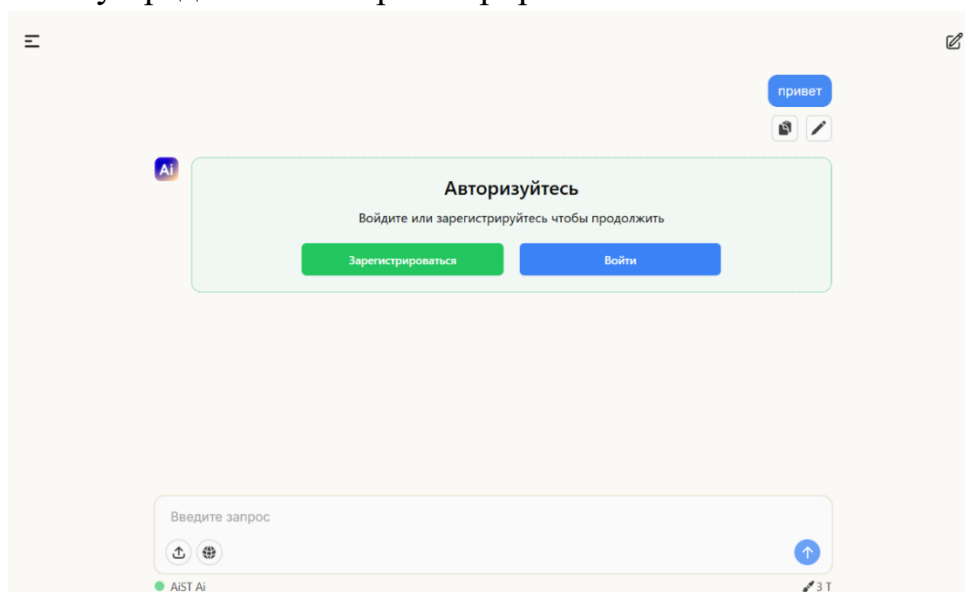 привет
Ai
Авторизуйтесь
Войдите или зарегистрируйтесь чтобы продолжить
Зарегистрироваться
Войти
Введите запрос
AiST Ai
3 T